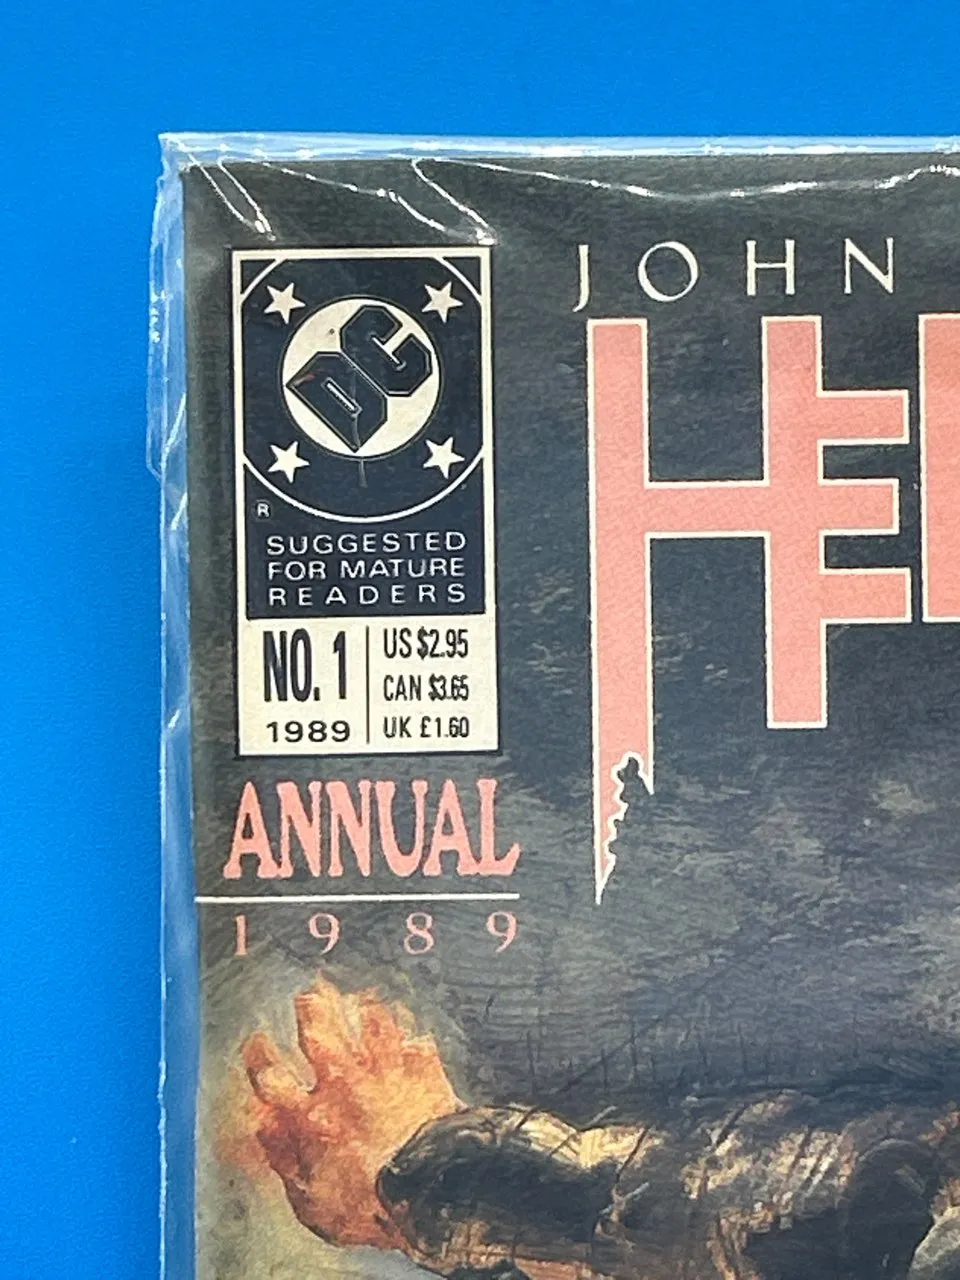 JOHN
HE
DC
R
SUGGESTED
FOR MATURE
READERS
NO. 1
1989
US $2.95
CAN $3.65
UK £1.60
ANNUAL
1989